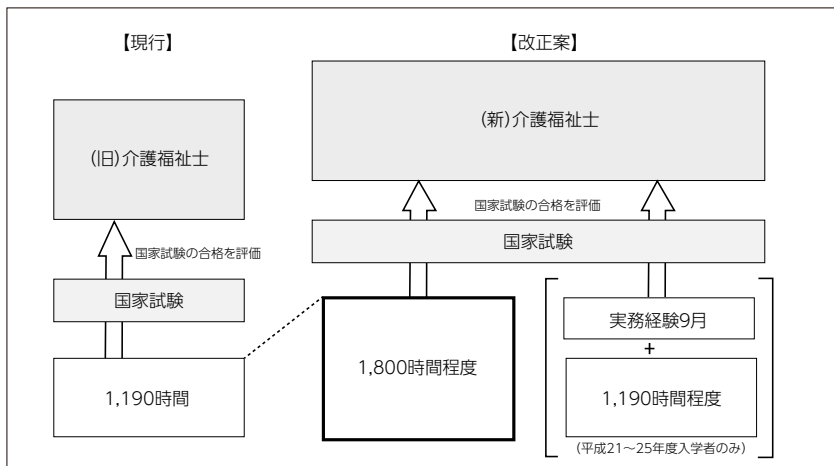 【現行】
(旧)介護福祉士
国家試験の合格を評価
国家試験
1,190時間
【改正案】
(新)介護福祉士
国家試験の合格を評価
国家試験
1,800時間程度
実務経験9月
+
1,190時間程度
(平成21〜25年度入学者のみ)